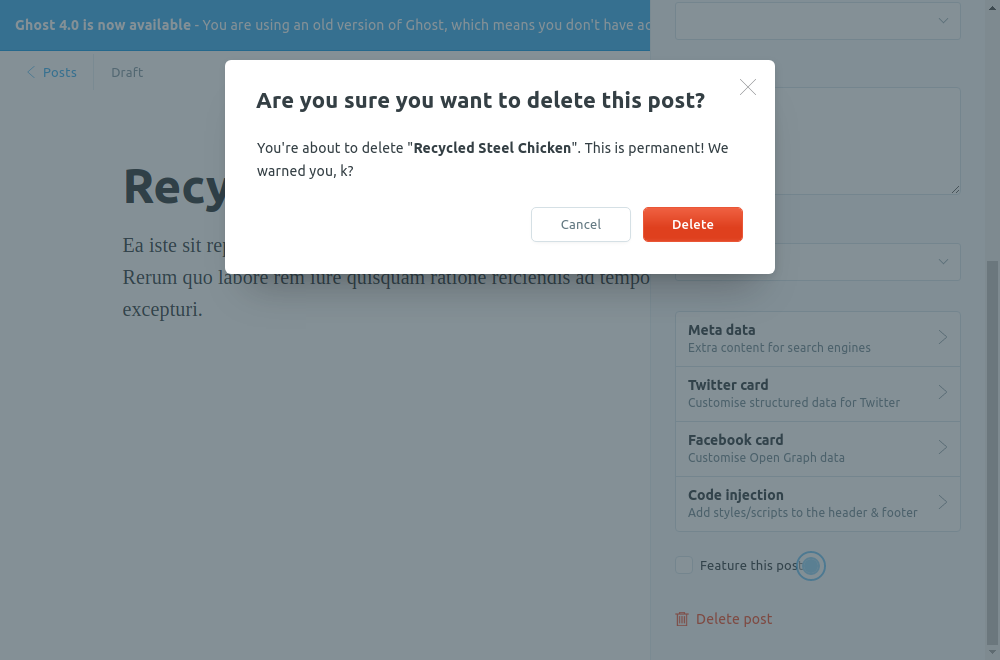 Ghost 4.0 is now available - You are using an old version of Ghost, which means you don't have
Posts
Draft
Are you sure you want to delete this post?
You're about to delete "Recycled Steel Chicken". This is permanent! We
warned you, k?
Cancel
Delete
Ea iste sit
Rerum quo labore rem iure quisquam ratione reiciendis ad tempo
excepturi.
Meta data
Extra content for search engines
Twitter card
Customise structured data for Twitter
Facebook card
Customise Open Graph data
Code injection
Add styles/scripts to the header & footer
Feature this post
Delete post